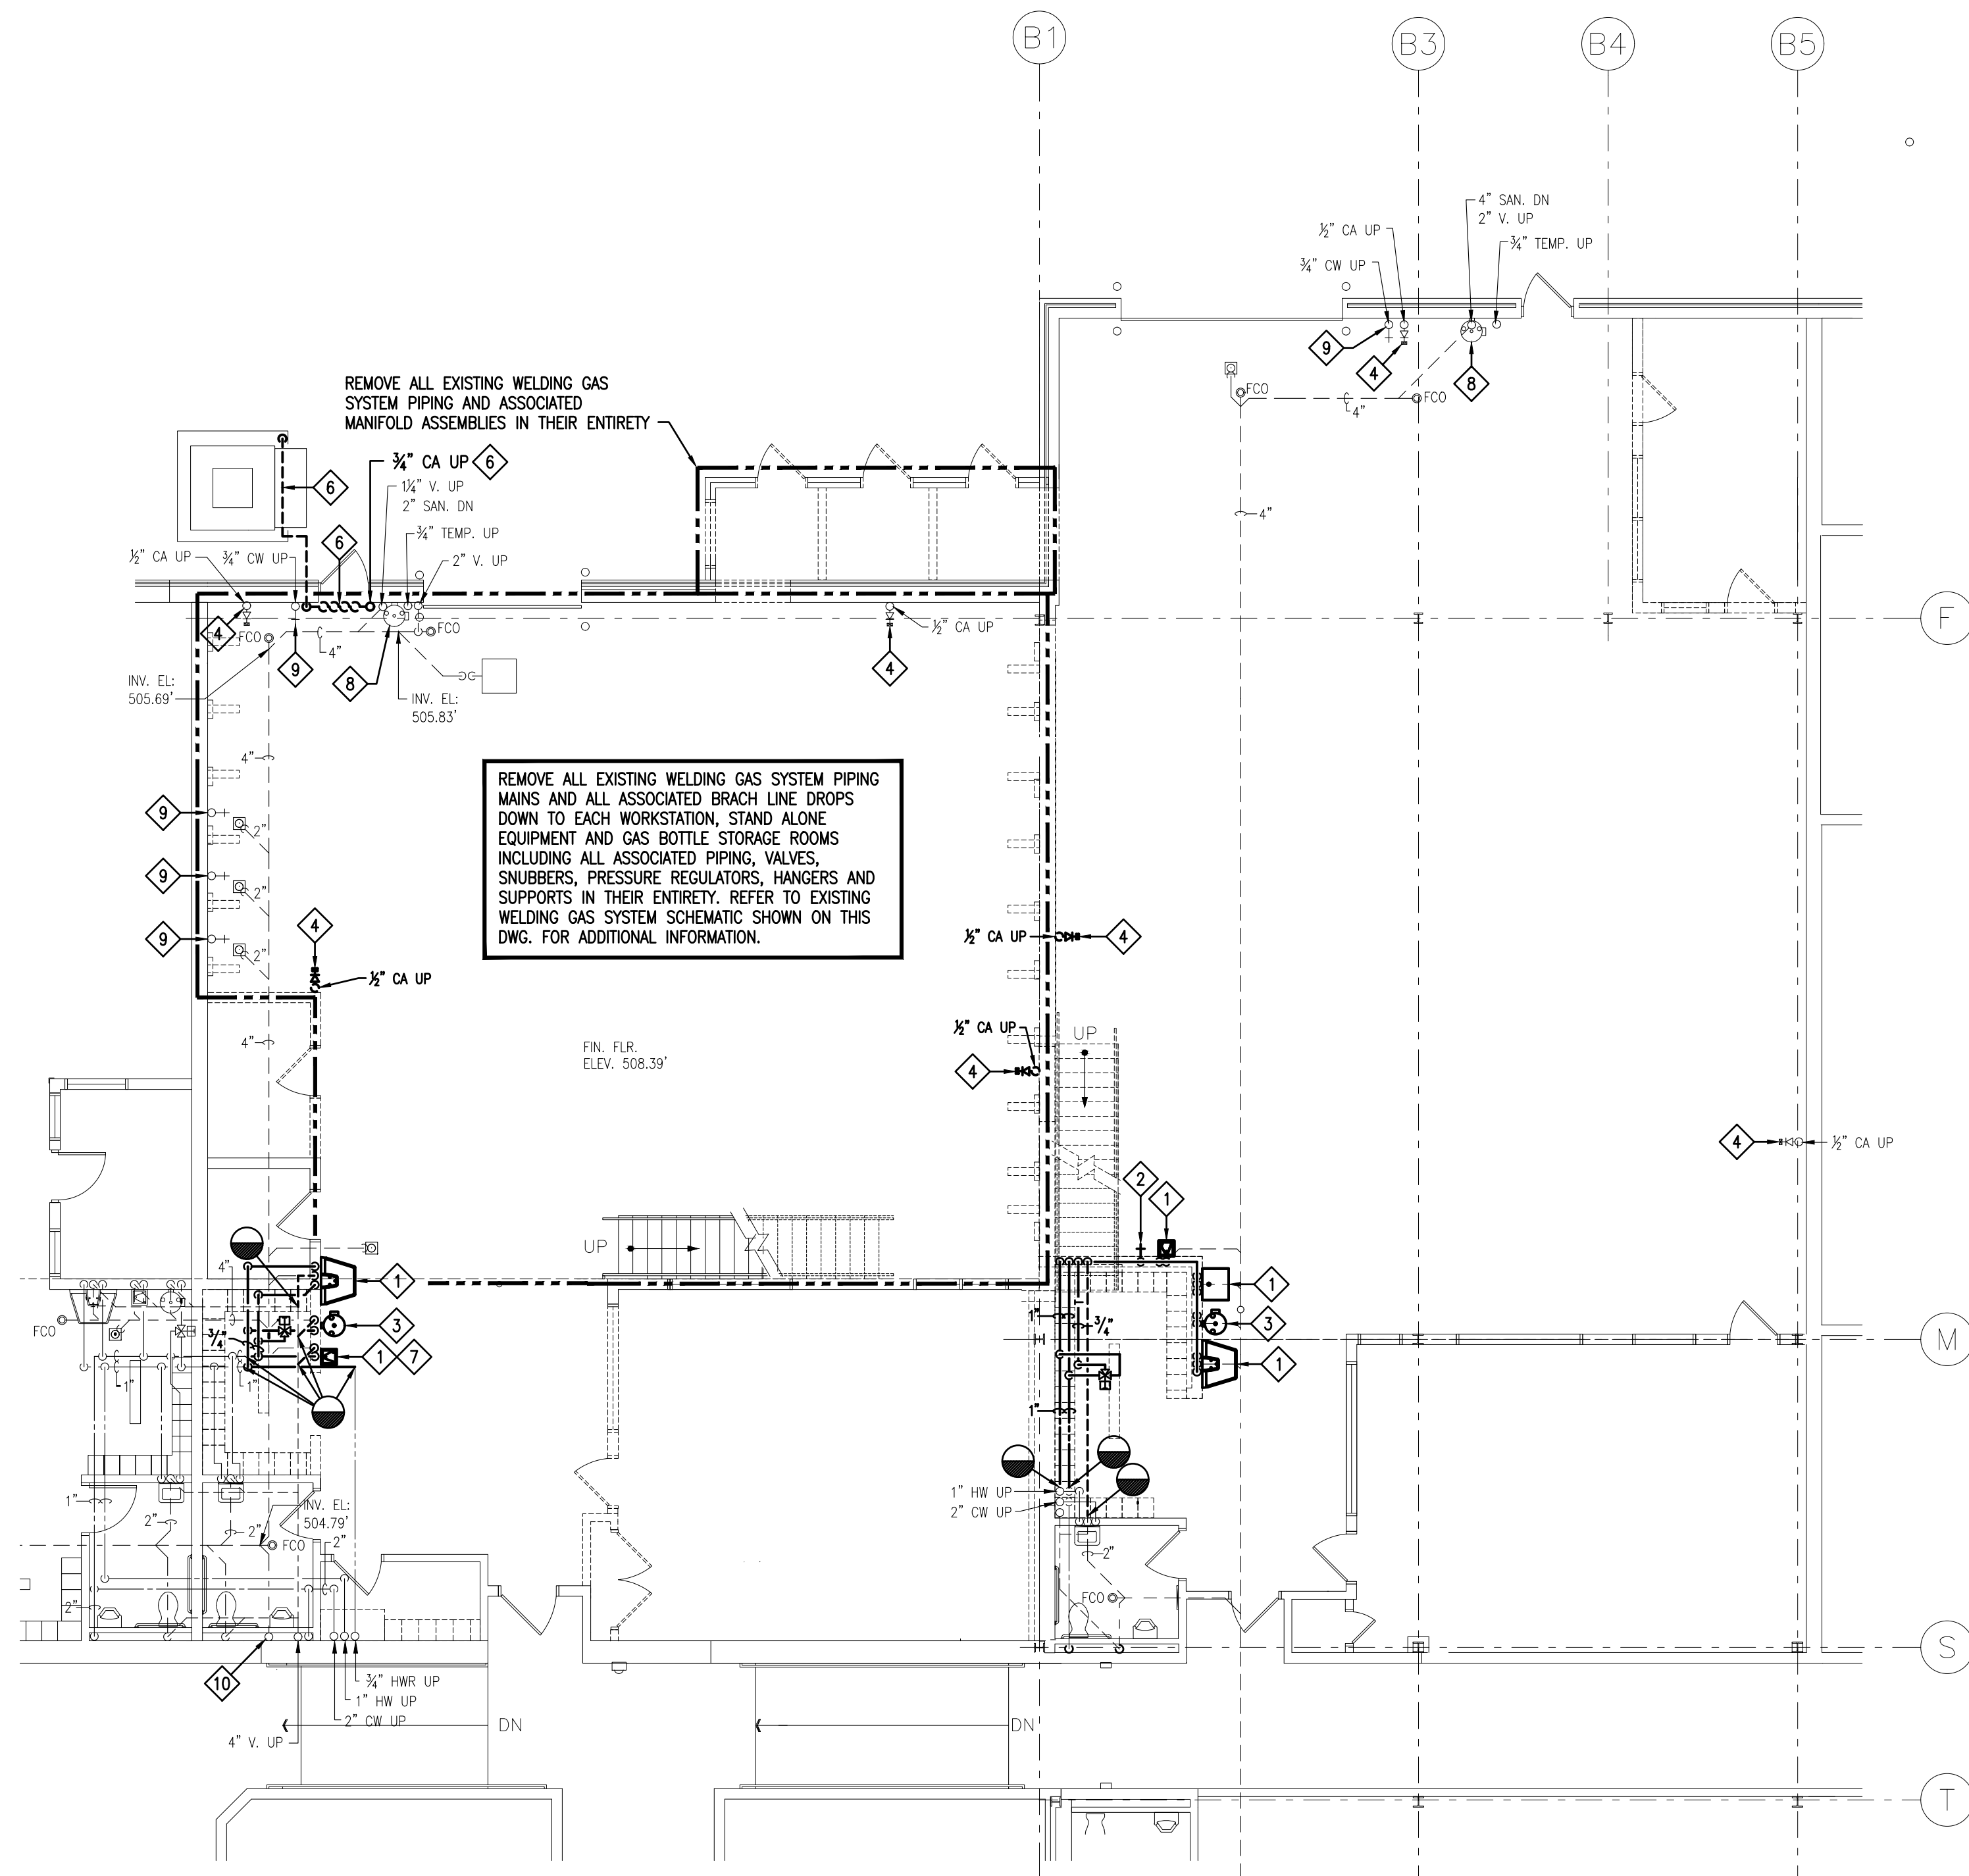 B1
B3
B4
B5
4" SAN. DN
2" V. UP
½" CA UP
¾" TEMP. UP
¾" CW UP
9
4
8
FCO
FCO
4"
REMOVE ALL EXISTING WELDING GAS
SYSTEM PIPING AND ASSOCIATED
MANIFOLD ASSEMBLIES IN THEIR ENTIRETY
¾" CA UP
6
6
1¼" V. UP
2" SAN. DN
4"
¾" TEMP. UP
6
½" CA UP
¾" CW UP
2" V. UP
F
4
FCO
FCO
½" CA UP
4"
9
8
4
INV. EL:
505.69'
INV. EL:
505.83'
4"
REMOVE ALL EXISTING WELDING GAS SYSTEM PIPING
MAINS AND ALL ASSOCIATED BRACH LINE DROPS
DOWN TO EACH WORKSTATION, STAND ALONE
EQUIPMENT AND GAS BOTTLE STORAGE ROOMS
INCLUDING ALL ASSOCIATED PIPING, VALVES,
SNUBBERS, PRESSURE REGULATORS, HANGERS AND
SUPPORTS IN THEIR ENTIRETY. REFER TO EXISTING
WELDING GAS SYSTEM SCHEMATIC SHOWN ON THIS
DWG. FOR ADDITIONAL INFORMATION.
9
2"
9
2"
9
2"
4
½" CA UP
½" CA UP
4
4"
FIN. FLR.
ELEV. 508.39'
½" CA UP
UP
4
4
½" CA UP
2
1
UP
4"
1
1
1"
¾"
3
3
M
FCO
¾"
1
7
1
1"
1"
1"
1" HW UP
2" CW UP
1"
INV. EL:
504.79'
2"
2"
FCO
2"
2"
2"
FCO
S
10
¾" HWR UP
1" HW UP
2" CW UP
4" V. UP
DN
DN
T